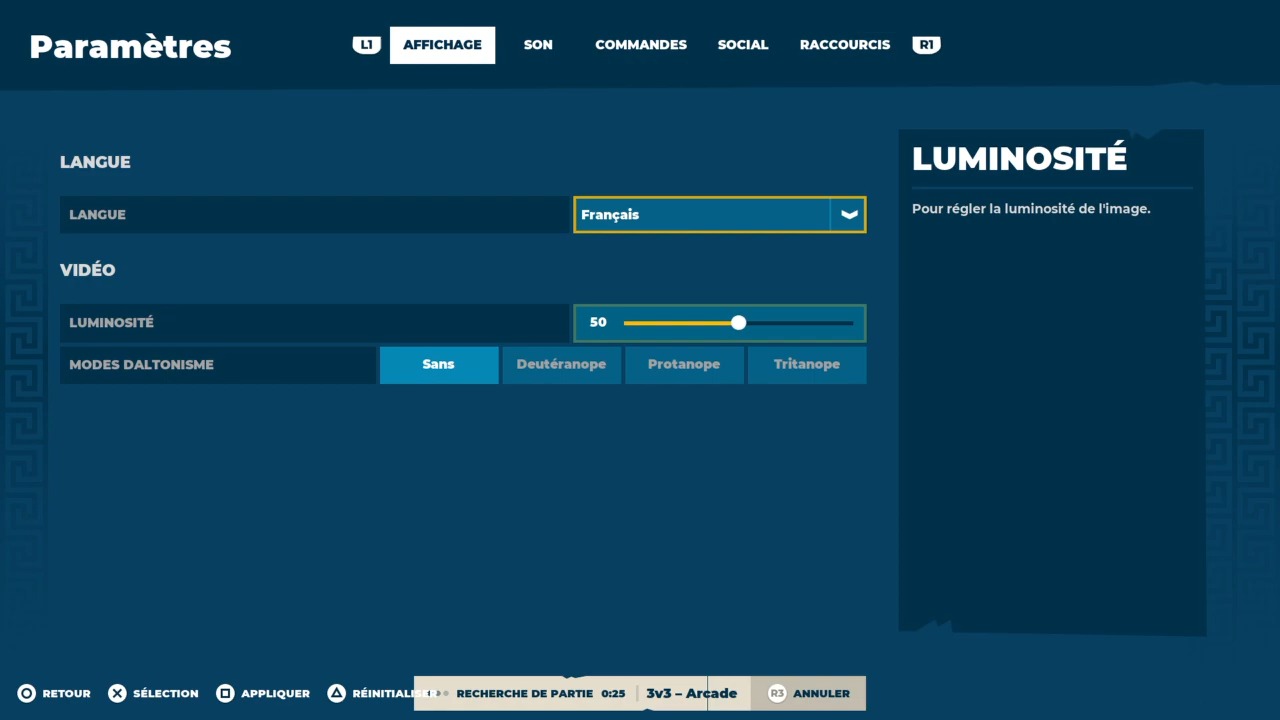 Paramètres
L1 AFFICHAGE SON COMMANDES SOCIAL RACCOURCIS R1
LANGUE
LANGUE Français
VIDÉO
LUMINOSITÉ 50
MODES DALTONISME Sans Deutéranope Protanope Tritanope
LUMINOSITÉ
Pour régler la luminosité de l'image.
RETOUR SÉLECTION APPLIQUER RÉINITIALISER RECHERCHE DE PARTIE 0:25 3v3 – Arcade R3 ANNULER